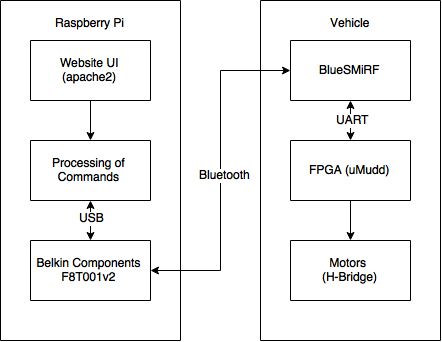 Raspberry Pi
Website UI
(apache2)
Processing of
Commands
USB
Belkin Components
F8T001v2
Bluetooth
Vehicle
BlueSMiRF
UART
FPGA (uMudd)
Motors
(H-Bridge)